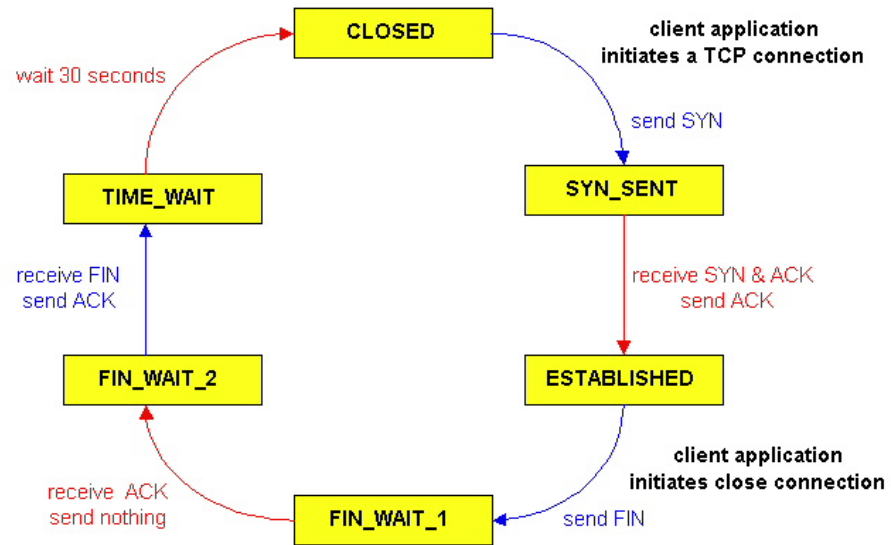 CLOSED
client application
initiates a TCP connection
wait 30 seconds
send SYN
TIME_WAIT
SYN_SENT
receive FIN
send ACK
receive SYN & ACK
send ACK
FIN_WAIT_2
ESTABLISHED
client application
initiates close connection
receive ACK
send nothing
FIN_WAIT_1
send FIN